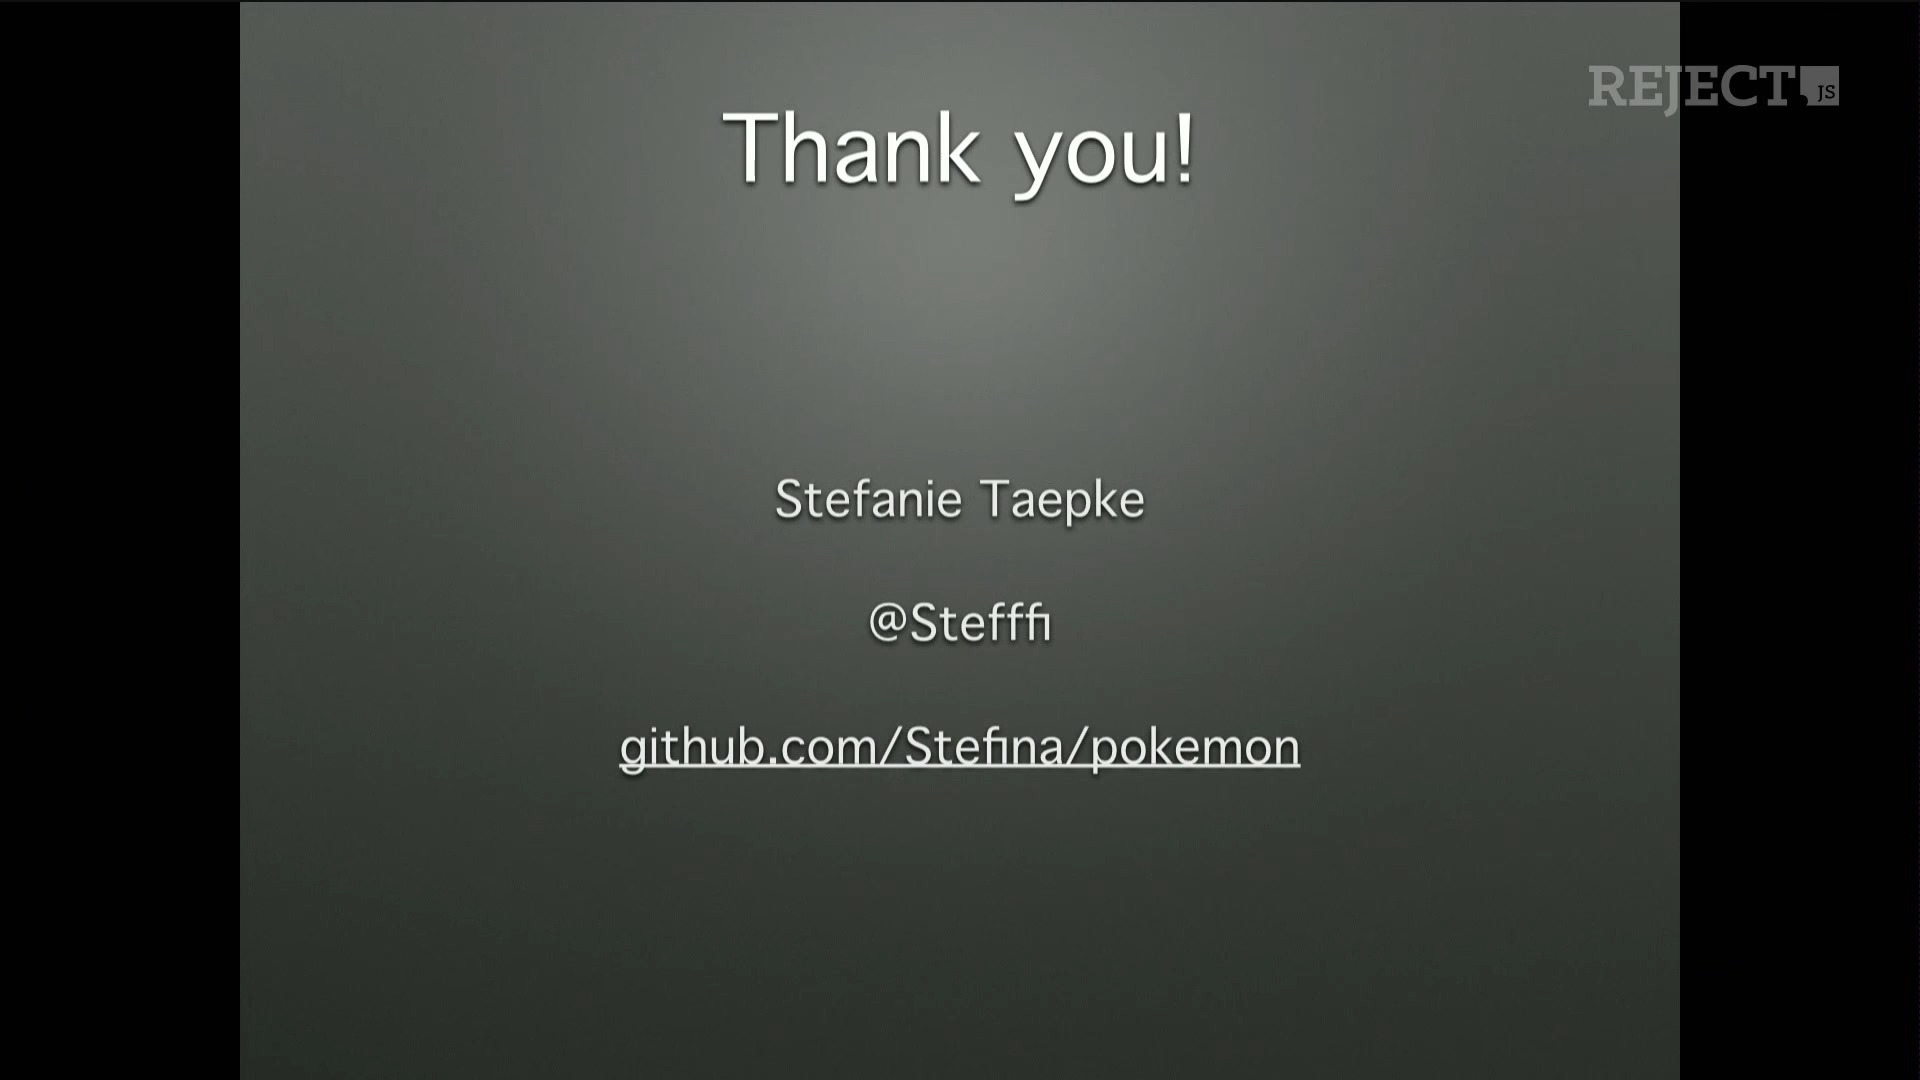 REJECT.JS
Thank you!
Stefanie Taepke
@Stefffi
github.com/Stefina/pokemon